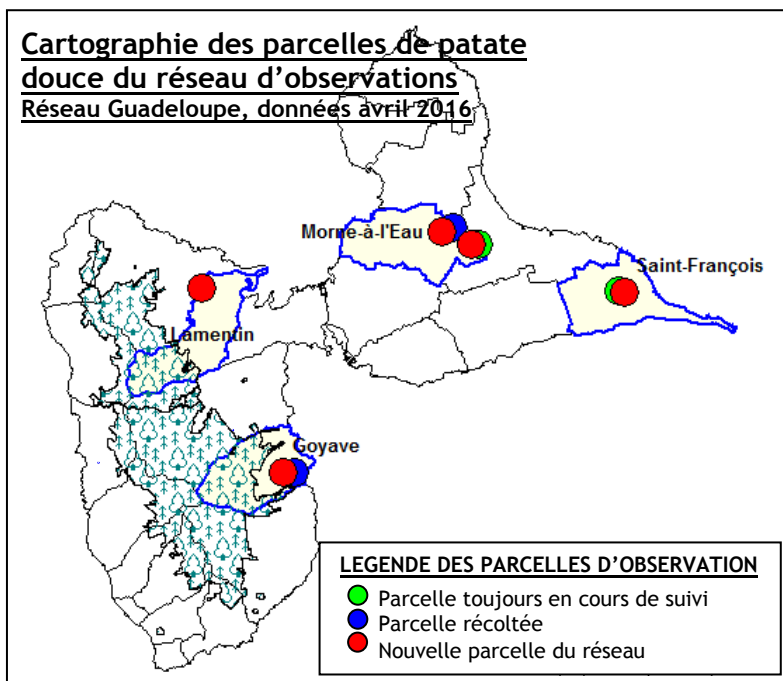 Cartographie des parcelles de patate
douce du réseau d'observations
Réseau Guadeloupe, données avril 2016
Morne-à-l'Eau
Saint-François
Lamentin
Goyave
LEGENDE DES PARCELLES D'OBSERVATION
Parcelle toujours en cours de suivi
Parcelle récoltée
Nouvelle parcelle du réseau